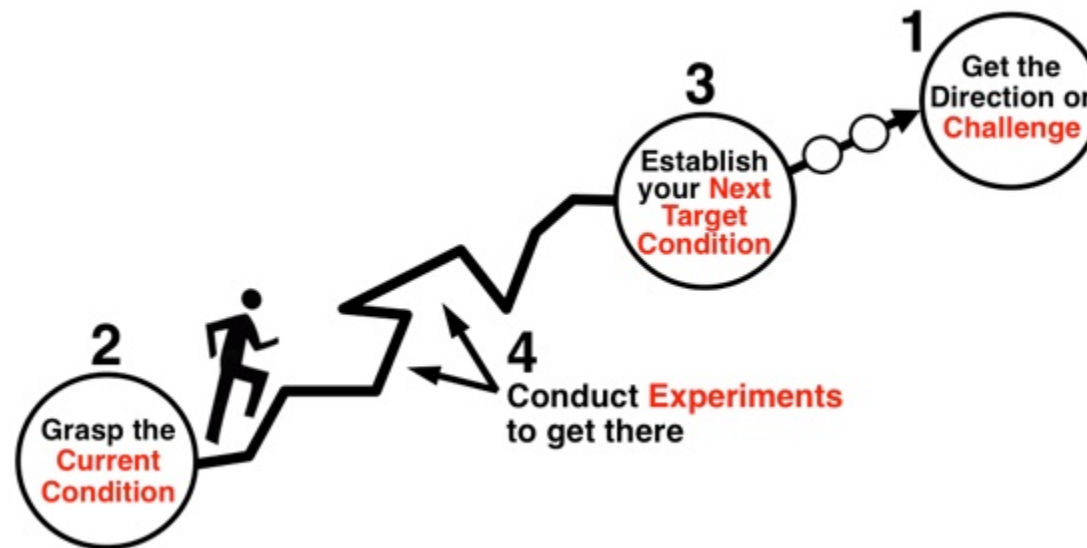 1
Get the
Direction or
Challenge
3
Establish
your Next
Target
Condition
2
Grasp the
Current
Condition
4
Conduct Experiments
to get there